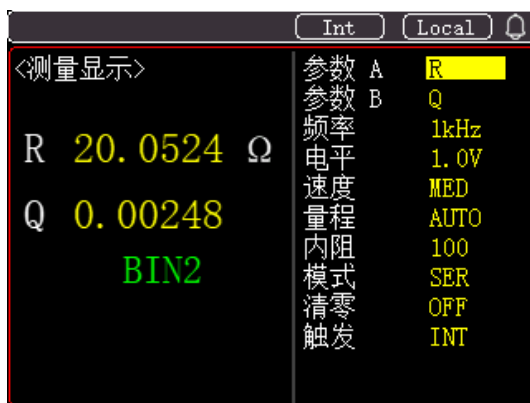 Int Local
<测量显示>
R 20.0524 Ω
Q 0.00248
BIN2
参数 A R
参数 B Q
频率 1kHz
电平 1.0V
速度 MED
量程 AUTO
内阻 100
模式 SER
清零 OFF
触发 INT